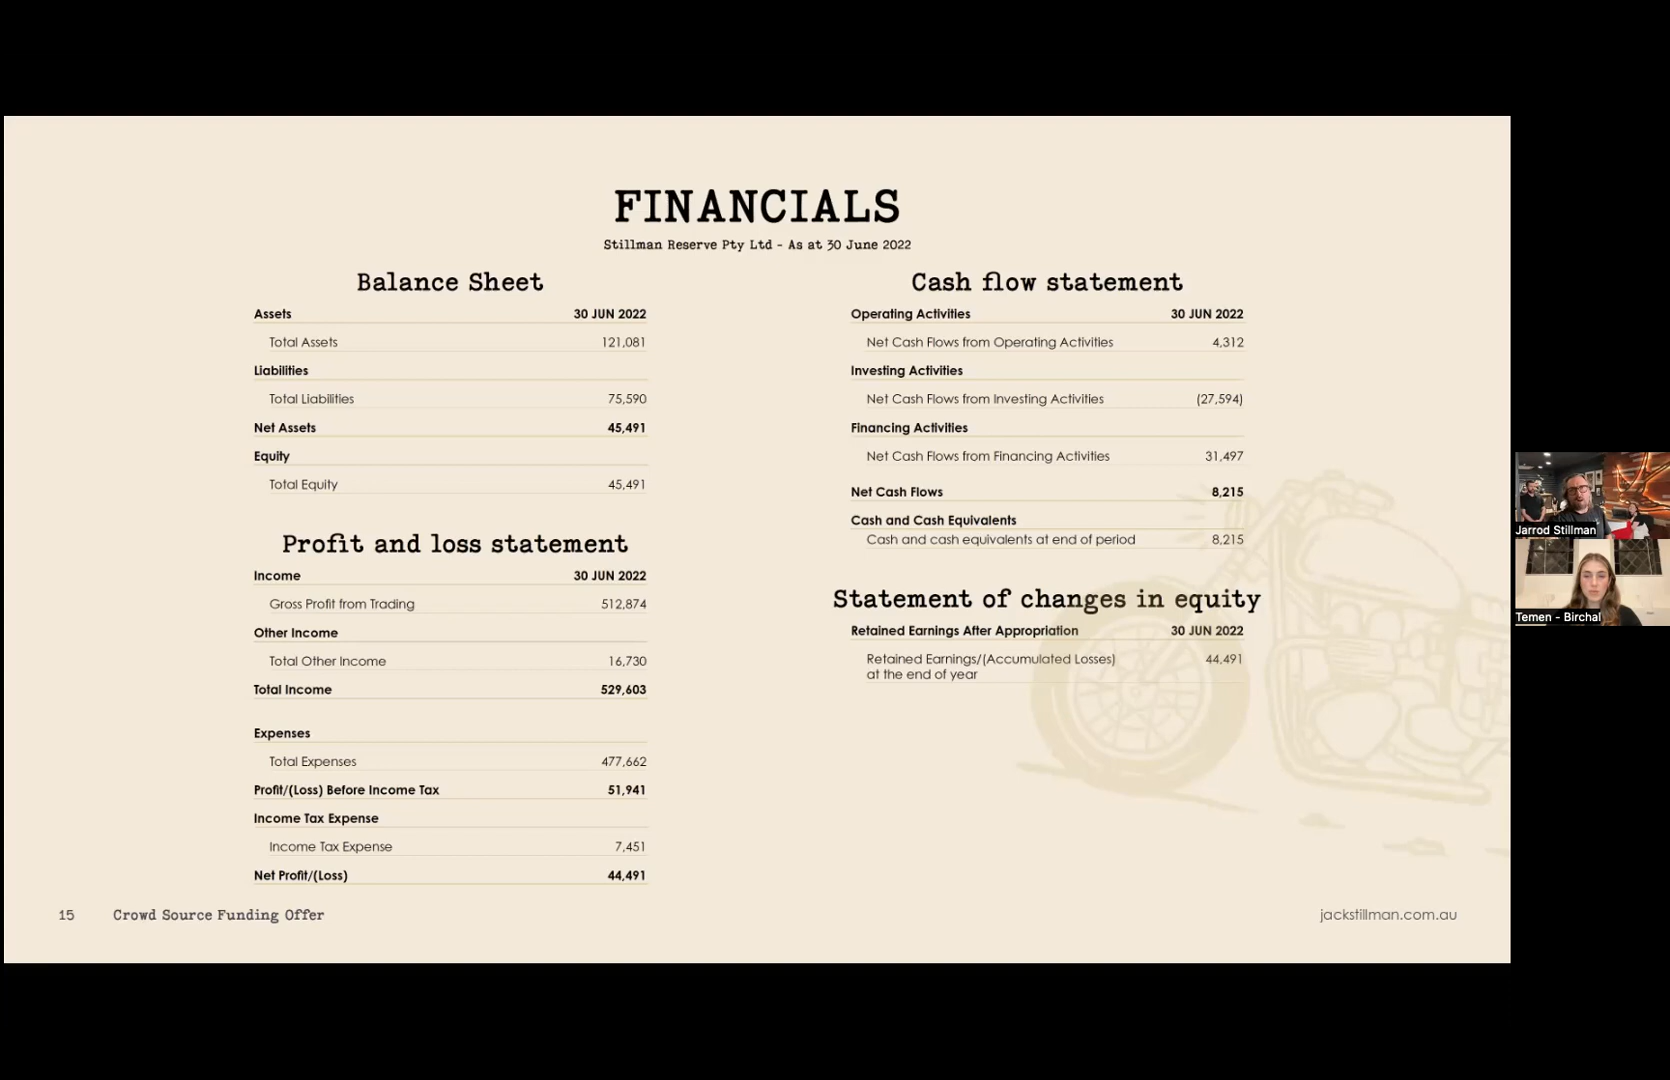 FINANCIALS
Stillman Reserve Pty Ltd - As at 30 June 2022
Balance Sheet
Assets 30 JUN 2022
Total Assets 121,081
Liabilities
Total Liabilities 75,590
Net Assets 45,491
Equity
Total Equity 45,491
Profit and loss statement
Income 30 JUN 2022
Gross Profit from Trading 512,874
Other Income
Total Other Income 16,730
Total Income 529,603
Expenses
Total Expenses 477,662
Profit/(Loss) Before Income Tax 51,941
Income Tax Expense
Income Tax Expense 7,451
Net Profit/(Loss) 44,491
Cash flow statement
Operating Activities 30 JUN 2022
Net Cash Flows from Operating Activities 4,312
Investing Activities
Net Cash Flows from Investing Activities (27,594)
Financing Activities
Net Cash Flows from Financing Activities 31,497
Net Cash Flows 8,215
Cash and Cash Equivalents
Cash and cash equivalents at end of period 8,215
Statement of changes in equity
Retained Earnings After Appropriation 30 JUN 2022
Retained Earnings/(Accumulated Losses) 44,491
at the end of year
15 Crowd Source Funding Offer
jackstillman.com.au
Jarrod Stillman
Temen - Birchal